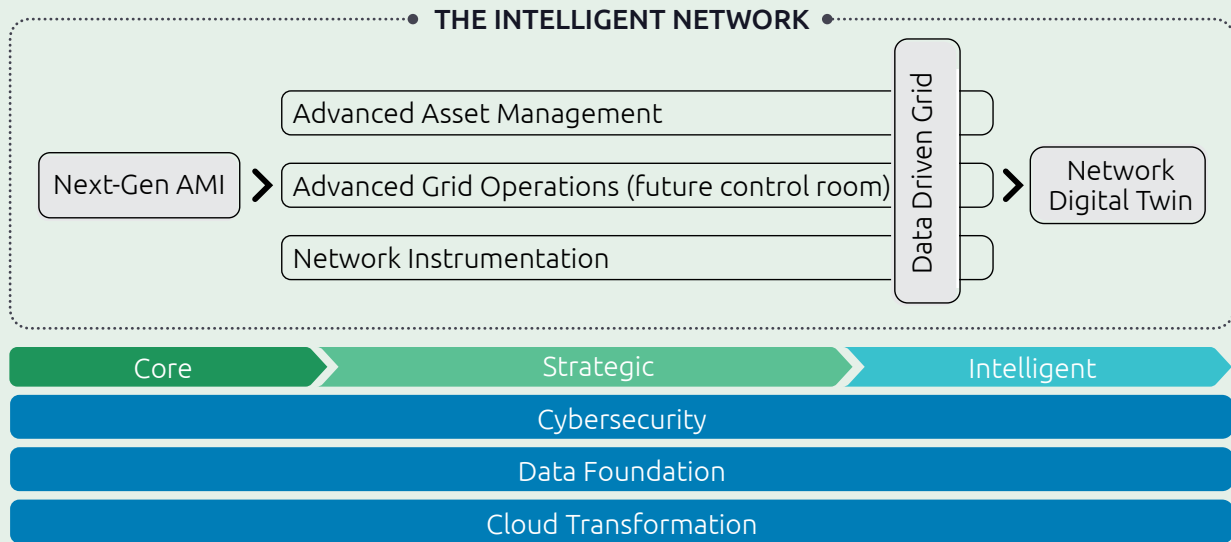 THE INTELLIGENT NETWORK
Next-Gen AMI
Advanced Asset Management
Advanced Grid Operations (future control room)
Network Instrumentation
Data Driven Grid
Network
Digital Twin
Core
Strategic
Intelligent
Cybersecurity
Data Foundation
Cloud Transformation